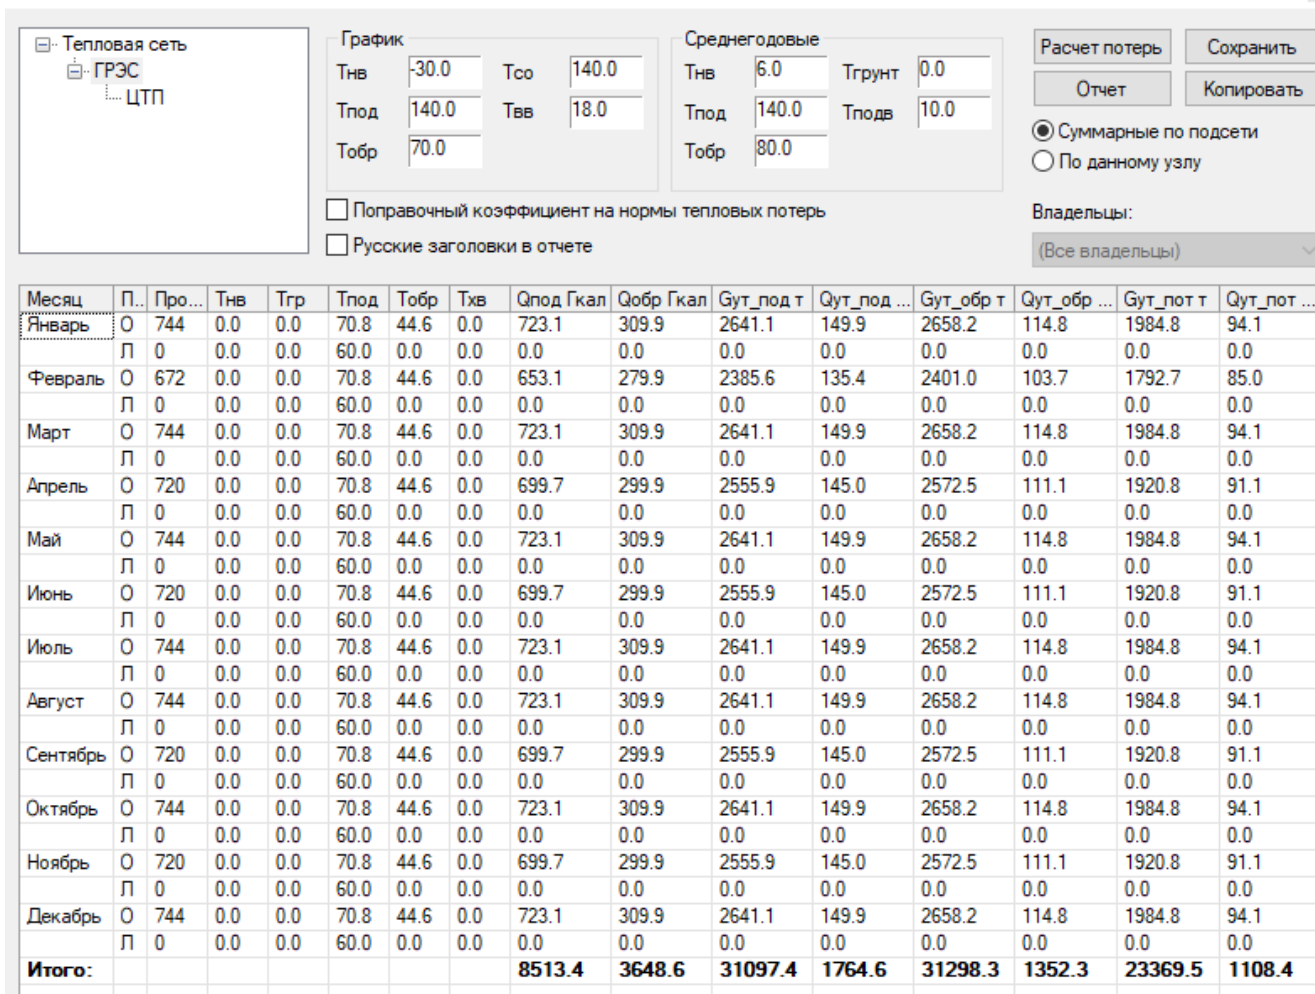 Тепловая сеть
ГРЭС
ЦТП
График
Тнв -30.0 Тсо 140.0
Тпод 140.0 Твв 18.0
Тобр 70.0
Среднегодовые
Тнв 6.0 Тгрунт 0.0
Тпод 140.0 Тподв 10.0
Тобр 80.0
Расчет потерь Сохранить
Отчет Копировать
Суммарные по подсети
По данному узлу
Поправочный коэффициент на нормы тепловых потерь
Русские заголовки в отчете
Владельцы:
(Все владельцы)
Месяц П.. Про... Тнв Тгр Тпод Тобр Тхв Qпод Гкал Qобр Гкал Gут_под т Qут_под ... Gут_обр т Qут_обр ... Gут_пот т Qут_пот ...
Январь О 744 0.0 0.0 70.8 44.6 0.0 723.1 309.9 2641.1 149.9 2658.2 114.8 1984.8 94.1
Л 0 0.0 0.0 60.0 0.0 0.0 0.0 0.0 0.0 0.0 0.0 0.0 0.0 0.0
Февраль О 672 0.0 0.0 70.8 44.6 0.0 653.1 279.9 2385.6 135.4 2401.0 103.7 1792.7 85.0
Л 0 0.0 0.0 60.0 0.0 0.0 0.0 0.0 0.0 0.0 0.0 0.0 0.0 0.0
Март О 744 0.0 0.0 70.8 44.6 0.0 723.1 309.9 2641.1 149.9 2658.2 114.8 1984.8 94.1
Л 0 0.0 0.0 60.0 0.0 0.0 0.0 0.0 0.0 0.0 0.0 0.0 0.0 0.0
Апрель О 720 0.0 0.0 70.8 44.6 0.0 699.7 299.9 2555.9 145.0 2572.5 111.1 1920.8 91.1
Л 0 0.0 0.0 60.0 0.0 0.0 0.0 0.0 0.0 0.0 0.0 0.0 0.0 0.0
Май О 744 0.0 0.0 70.8 44.6 0.0 723.1 309.9 2641.1 149.9 2658.2 114.8 1984.8 94.1
Л 0 0.0 0.0 60.0 0.0 0.0 0.0 0.0 0.0 0.0 0.0 0.0 0.0 0.0
Июнь О 720 0.0 0.0 70.8 44.6 0.0 699.7 299.9 2555.9 145.0 2572.5 111.1 1920.8 91.1
Л 0 0.0 0.0 60.0 0.0 0.0 0.0 0.0 0.0 0.0 0.0 0.0 0.0 0.0
Июль О 744 0.0 0.0 70.8 44.6 0.0 723.1 309.9 2641.1 149.9 2658.2 114.8 1984.8 94.1
Л 0 0.0 0.0 60.0 0.0 0.0 0.0 0.0 0.0 0.0 0.0 0.0 0.0 0.0
Август О 744 0.0 0.0 70.8 44.6 0.0 723.1 309.9 2641.1 149.9 2658.2 114.8 1984.8 94.1
Л 0 0.0 0.0 60.0 0.0 0.0 0.0 0.0 0.0 0.0 0.0 0.0 0.0 0.0
Сентябрь О 720 0.0 0.0 70.8 44.6 0.0 699.7 299.9 2555.9 145.0 2572.5 111.1 1920.8 91.1
Л 0 0.0 0.0 60.0 0.0 0.0 0.0 0.0 0.0 0.0 0.0 0.0 0.0 0.0
Октябрь О 744 0.0 0.0 70.8 44.6 0.0 723.1 309.9 2641.1 149.9 2658.2 114.8 1984.8 94.1
Л 0 0.0 0.0 60.0 0.0 0.0 0.0 0.0 0.0 0.0 0.0 0.0 0.0 0.0
Ноябрь О 720 0.0 0.0 70.8 44.6 0.0 699.7 299.9 2555.9 145.0 2572.5 111.1 1920.8 91.1
Л 0 0.0 0.0 60.0 0.0 0.0 0.0 0.0 0.0 0.0 0.0 0.0 0.0 0.0
Декабрь О 744 0.0 0.0 70.8 44.6 0.0 723.1 309.9 2641.1 149.9 2658.2 114.8 1984.8 94.1
Л 0 0.0 0.0 60.0 0.0 0.0 0.0 0.0 0.0 0.0 0.0 0.0 0.0 0.0
Итого: 8513.4 3648.6 31097.4 1764.6 31298.3 1352.3 23369.5 1108.4